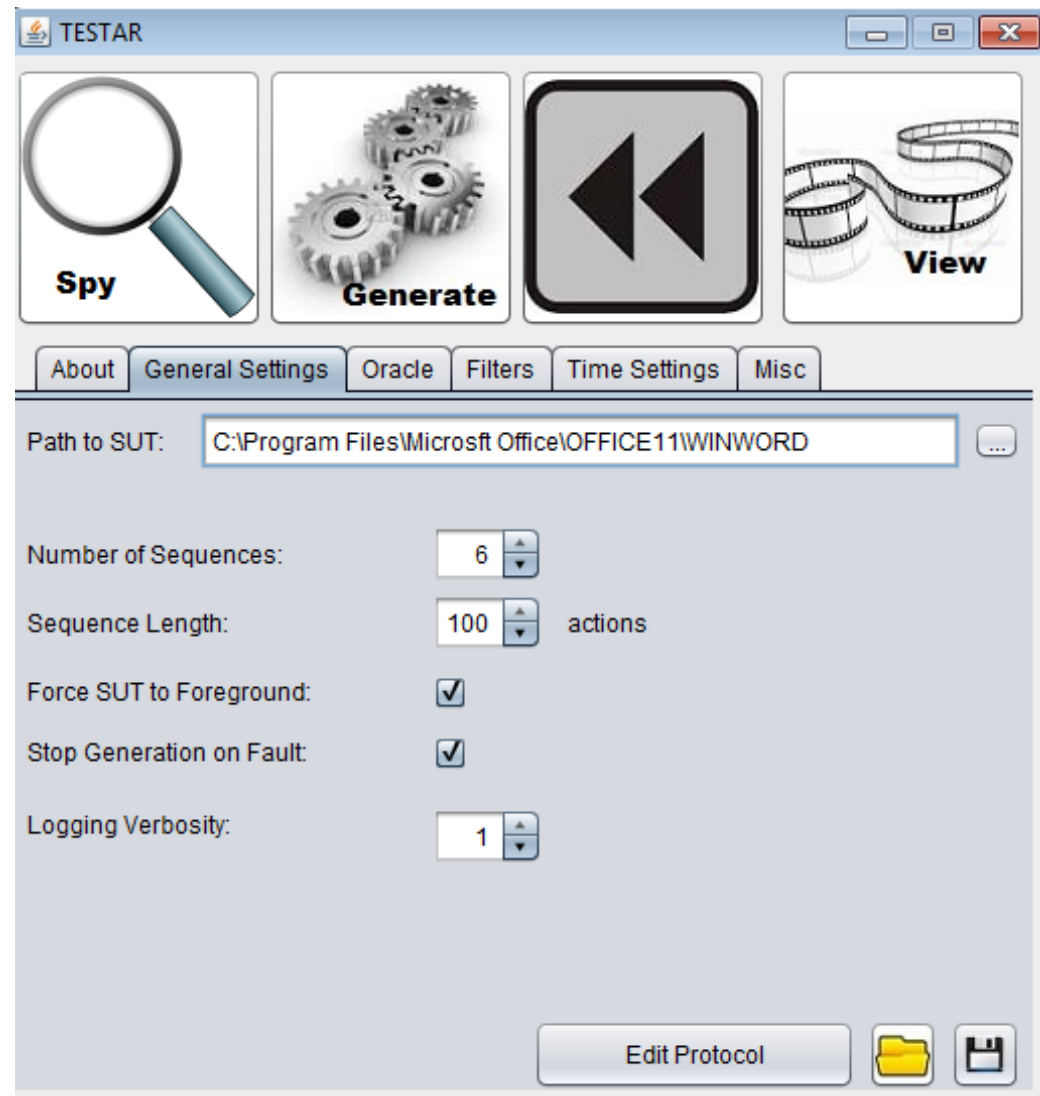 TESTAR
Spy
Generate
View
About General Settings Oracle Filters Time Settings Misc
Path to SUT: C:\Program Files\Microsft Office\OFFICE11\WINWORD ...
Number of Sequences: 6
Sequence Length: 100 actions
Force SUT to Foreground:
Stop Generation on Fault:
Logging Verbosity: 1
Edit Protocol